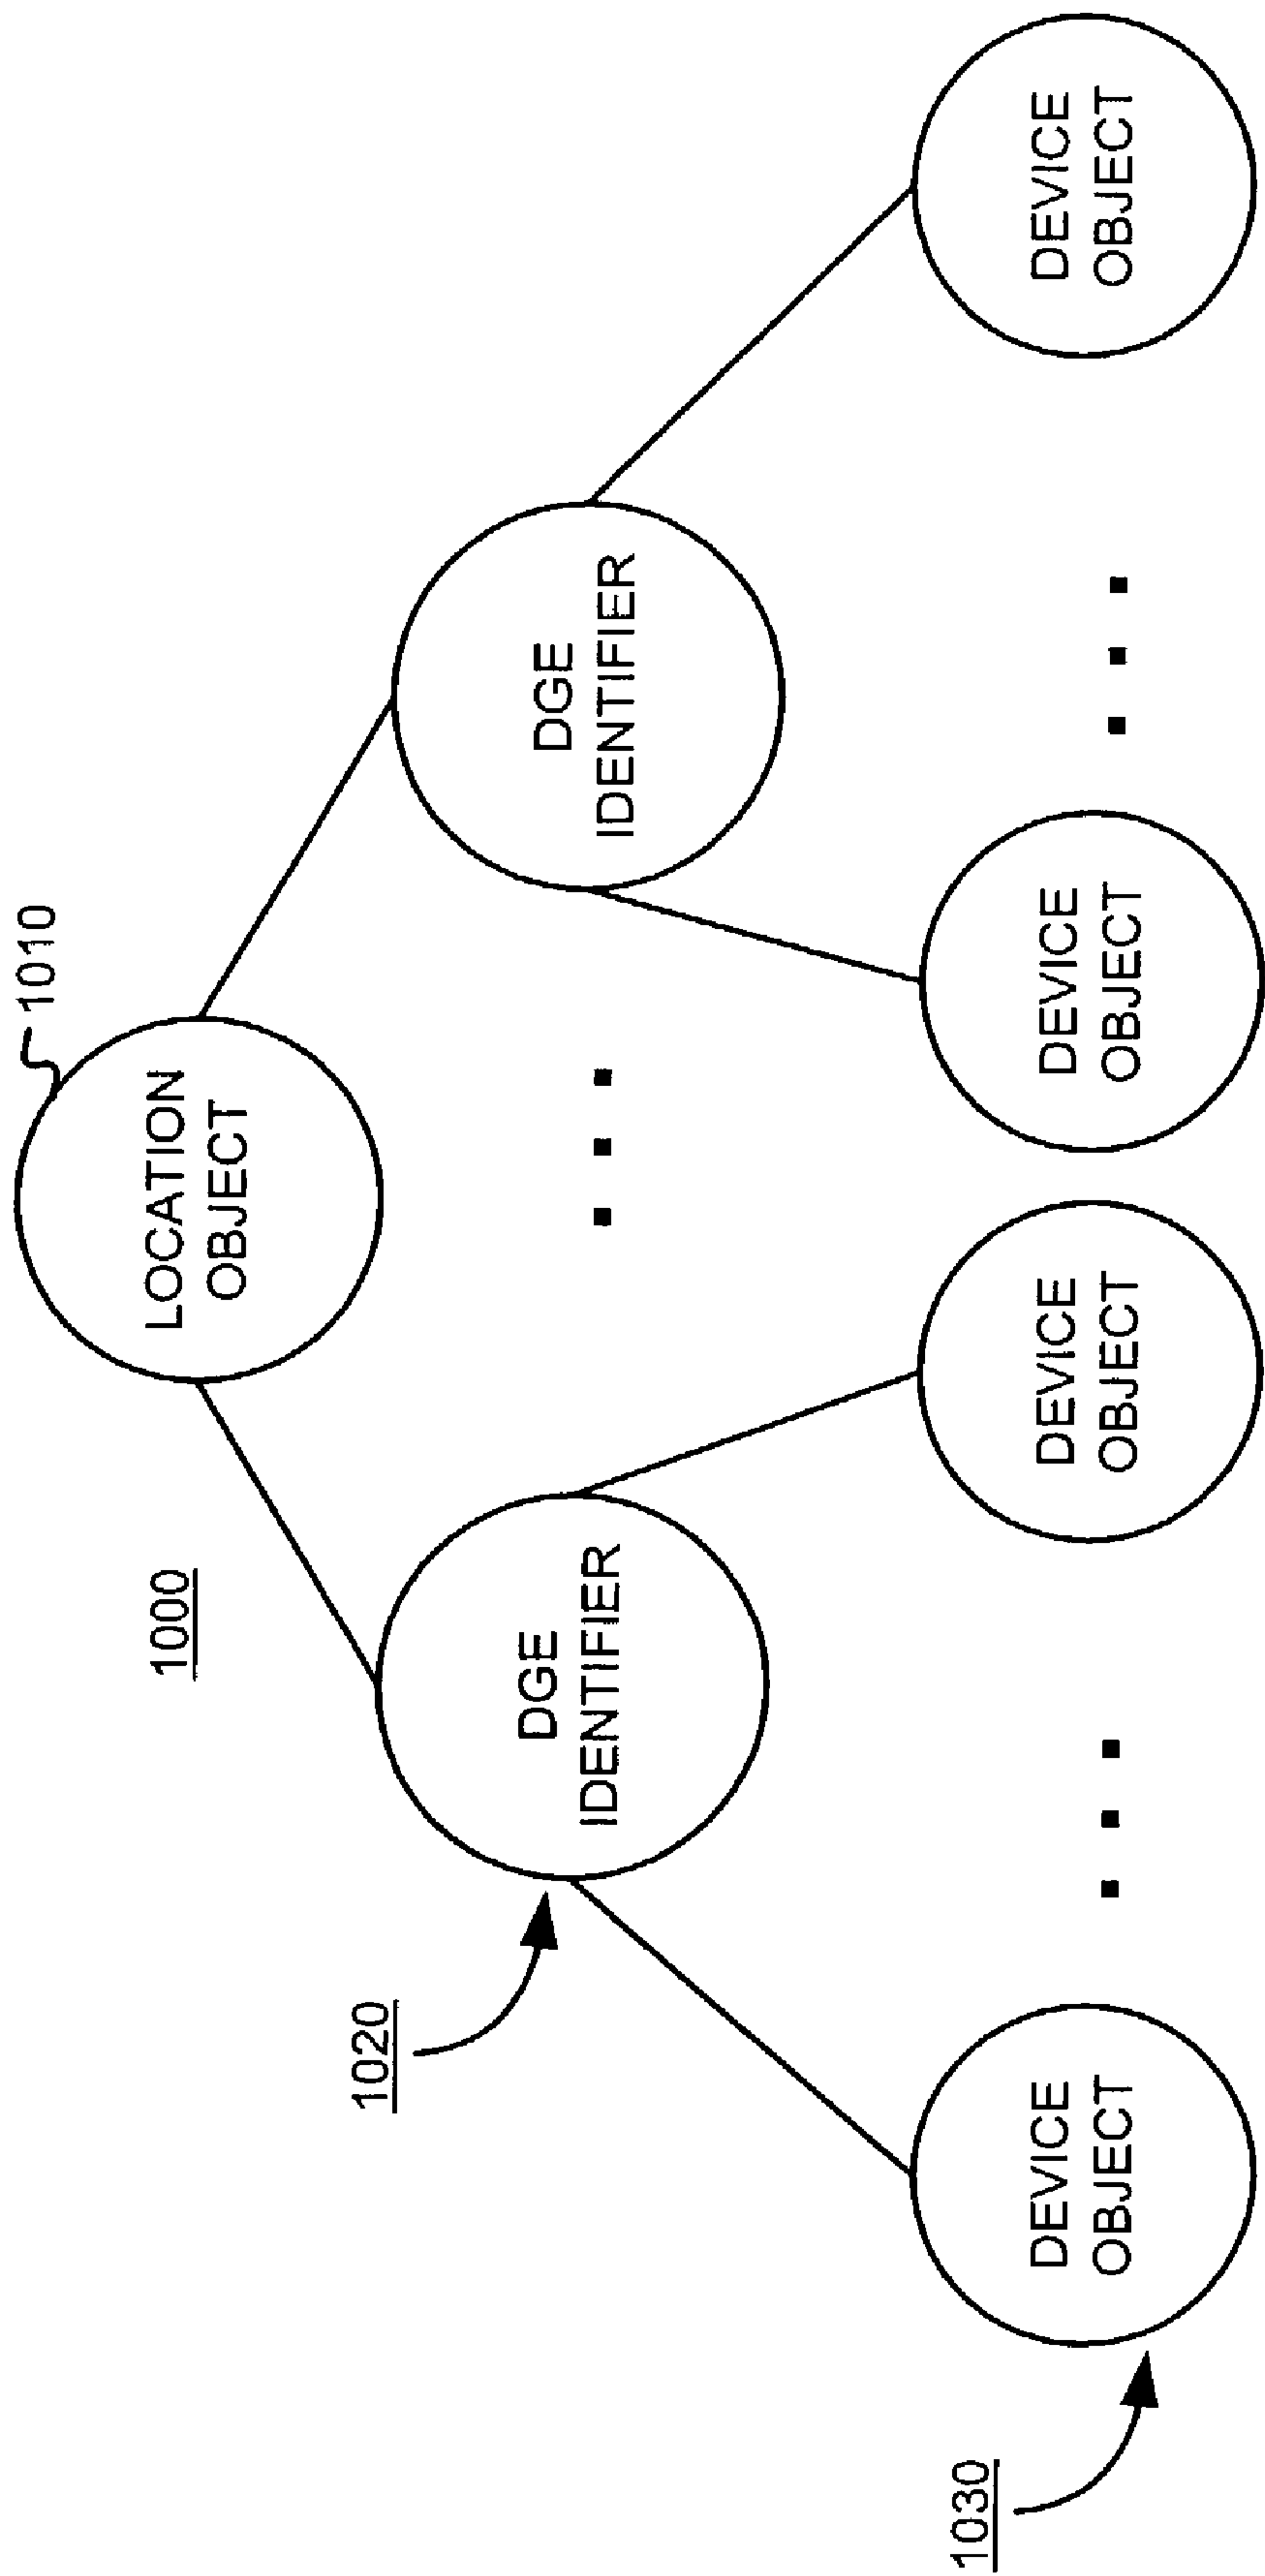 1000
1010
LOCATION
OBJECT
1020
DGE
IDENTIFIER
DGE
IDENTIFIER
1030
DEVICE
OBJECT
DEVICE
OBJECT
DEVICE
OBJECT
DEVICE
OBJECT